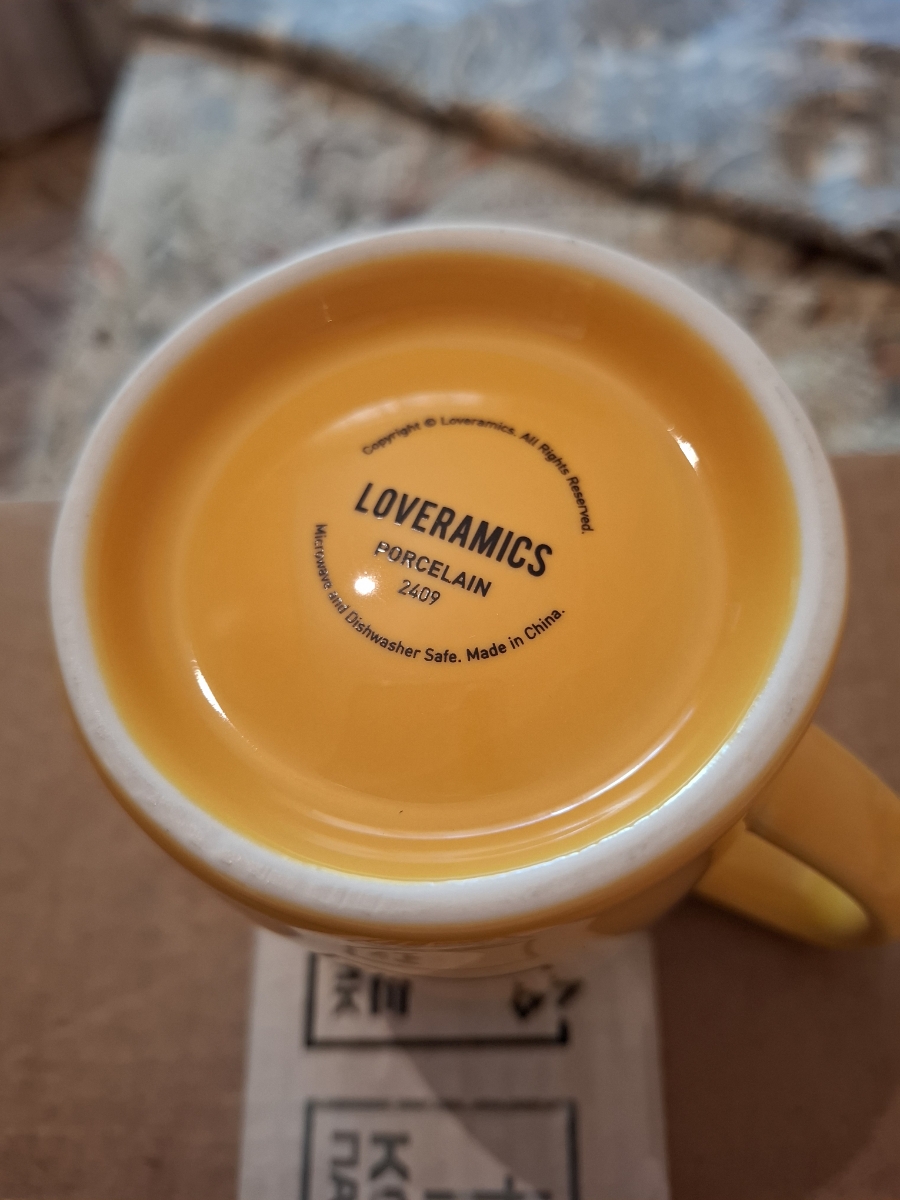 Copyright © Loveramics. All Rights Reserved.
LOVERAMICS
PORCELAIN
2409
Microwave and Dishwasher Safe. Made in China.